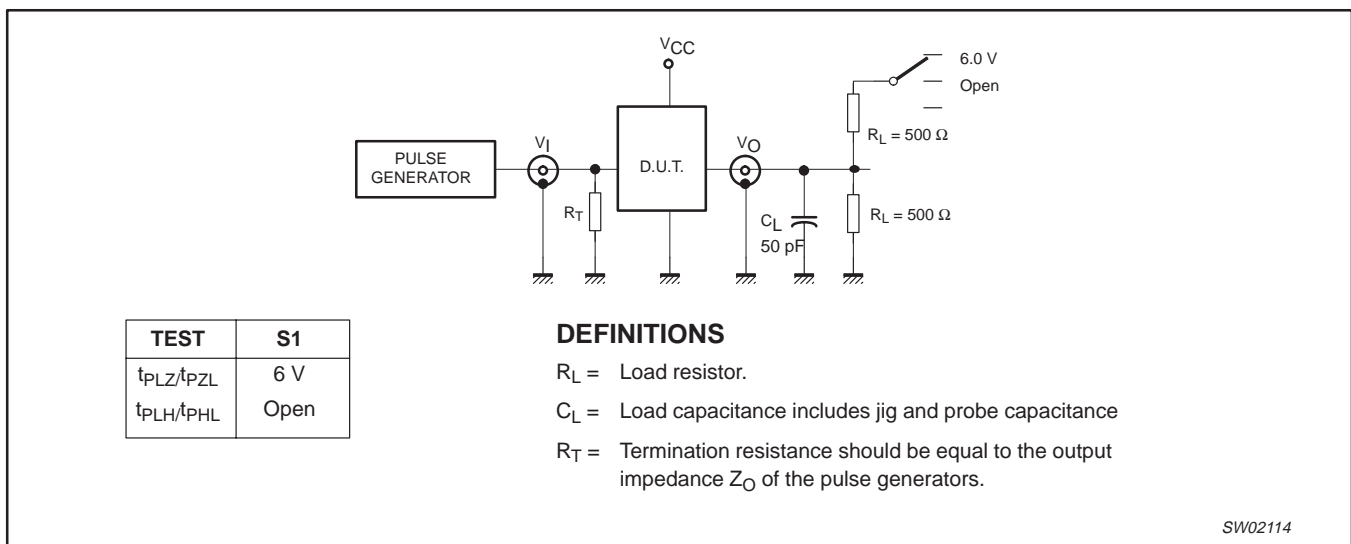 VCC
6.0 V
Open
RL = 500 Ω
PULSE
GENERATOR
VI
RT
D.U.T.
VO
CL
50 pF
RL = 500 Ω
TEST S1
tPLZ/tPZL 6 V
tPLH/tPHL Open
DEFINITIONS
RL = Load resistor.
CL = Load capacitance includes jig and probe capacitance
RT = Termination resistance should be equal to the output
impedance ZO of the pulse generators.
SW02114